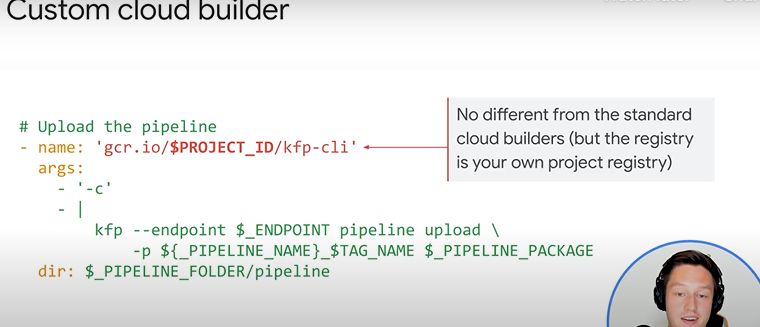 Custom cloud builder
# Upload the pipeline
- name: 'gcr.io/$PROJECT_ID/kfp-cli'
args:
- '-c'
- |
kfp --endpoint $_ENDPOINT pipeline upload \
-p ${_PIPELINE_NAME}_$TAG_NAME $_PIPELINE_PACKAGE
dir: $_PIPELINE_FOLDER/pipeline
No different from the standard
cloud builders (but the registry
is your own project registry)